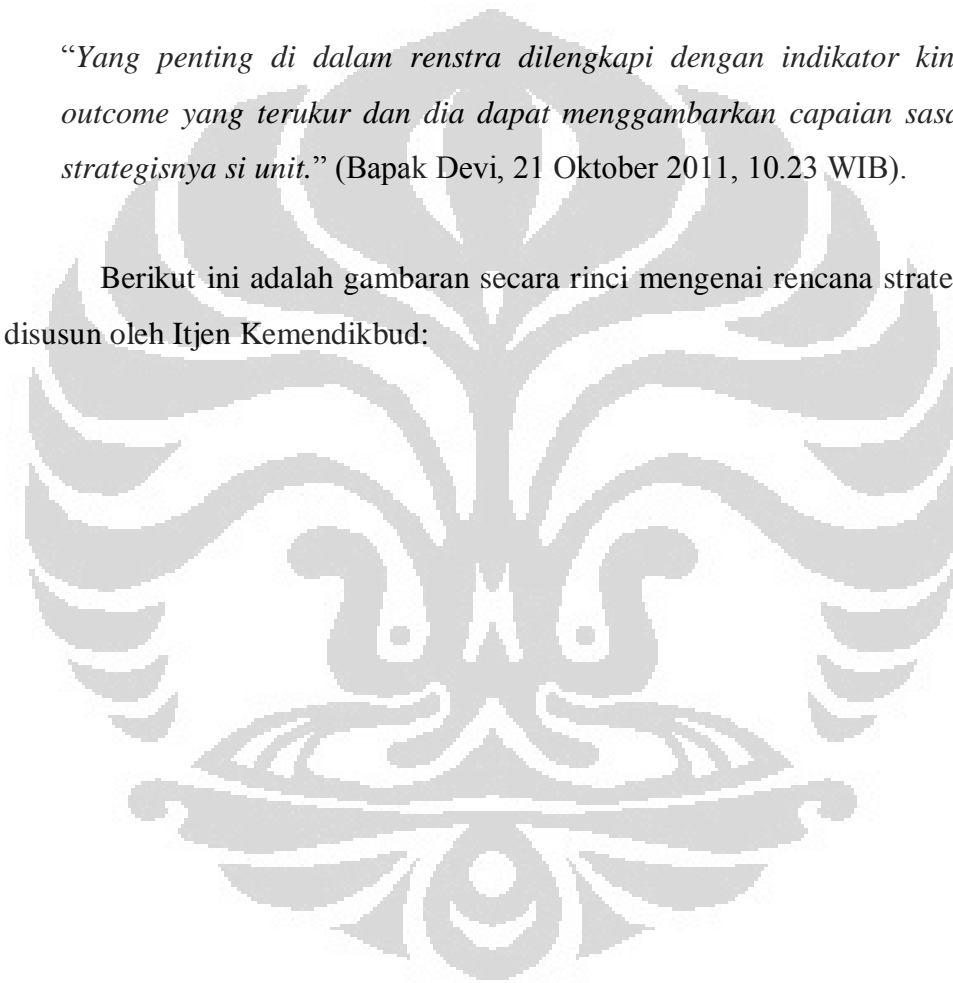 “Yang penting di dalam renstra dilengkapi dengan indikator kin
outcome yang terukur dan dia dapat menggambarkan capaian sasa
strategisnya si unit.” (Bapak Devi, 21 Oktober 2011, 10.23 WIB).
Berikut ini adalah gambaran secara rinci mengenai rencana strate
disusun oleh Itjen Kemendikbud: